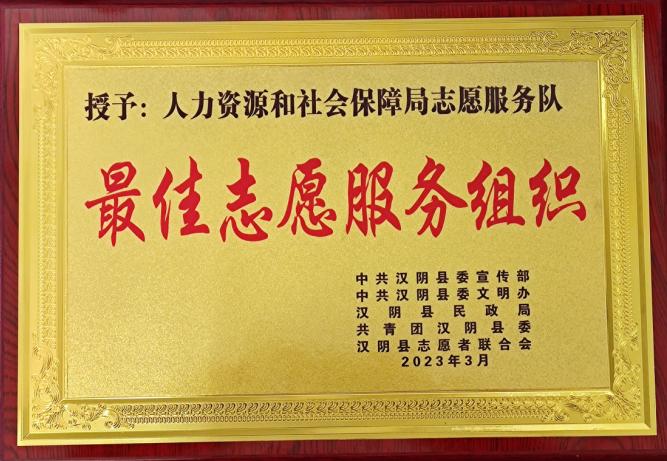 授予：人力资源和社会保障局志愿服务队
最佳志愿服务组织
中共汉阴县委宣传部
中共汉阴县委文明办
汉阴县民政局
共青团汉阴县委
汉阴县志愿者联合会
2023年3月